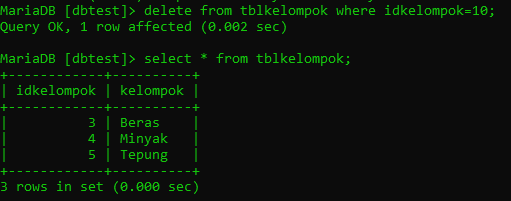 MariaDB [dbtest]> delete from tblkelompok where idkelompok=10;
Query OK, 1 row affected (0.002 sec)
MariaDB [dbtest]> select * from tblkelompok;
+------------+----------+
| idkelompok | kelompok |
+------------+----------+
|          3 | Beras    |
|          4 | Minyak   |
|          5 | Tepung   |
+------------+----------+
3 rows in set (0.000 sec)